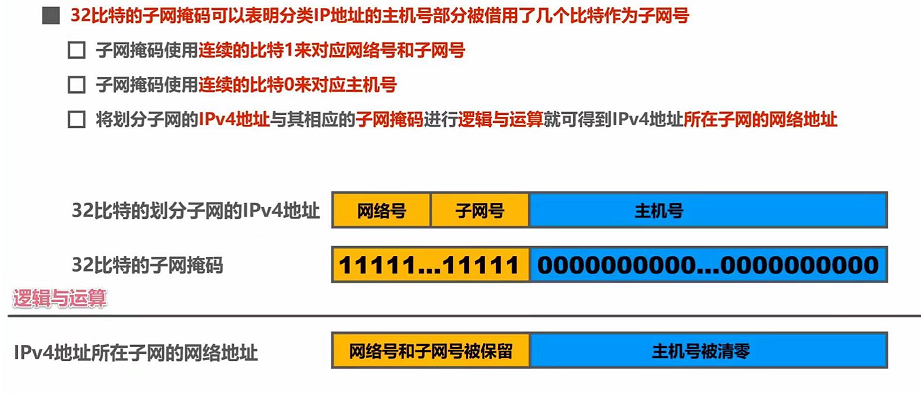 32比特的子网掩码可以表明分类IP地址的主机号部分被借用了几个比特作为子网号
子网掩码使用连续的比特1来对应网络号和子网号
子网掩码使用连续的比特0来对应主机号
将划分子网的IPv4地址与其相应的子网掩码进行逻辑与运算就可得到IPv4地址所在子网的网络地址
32比特的划分子网的IPv4地址 网络号 子网号 主机号
32比特的子网掩码 11111...11111 0000000000...0000000000
逻辑与运算
IPv4地址所在子网的网络地址 网络号和子网号被保留 主机号被清零